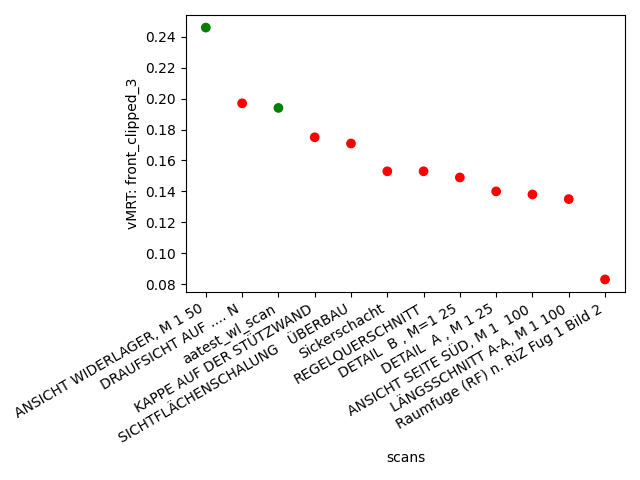 0.24
0.22
0.20
0.18
0.16
0.14
0.12
0.10
0.08
vMRT: front_clipped_3
ANSICHT WIDERLAGER, M 1 50
DRAUFSICHT AUF .... N
aatest_wl_scan
KAPPE AUF DER STÜTZWAND
SICHTFLÄCHENSCHALUNG   ÜBERBAU
Sickerschacht
REGELQUERSCHNITT
DETAIL  B , M=1 25
DETAIL  A , M 1 25
ANSICHT SEITE SÜD, M 1  100
LÄNGSSCHNITT A-A, M 1 100
Raumfuge (RF) n. RiZ Fug 1 Bild 2
scans